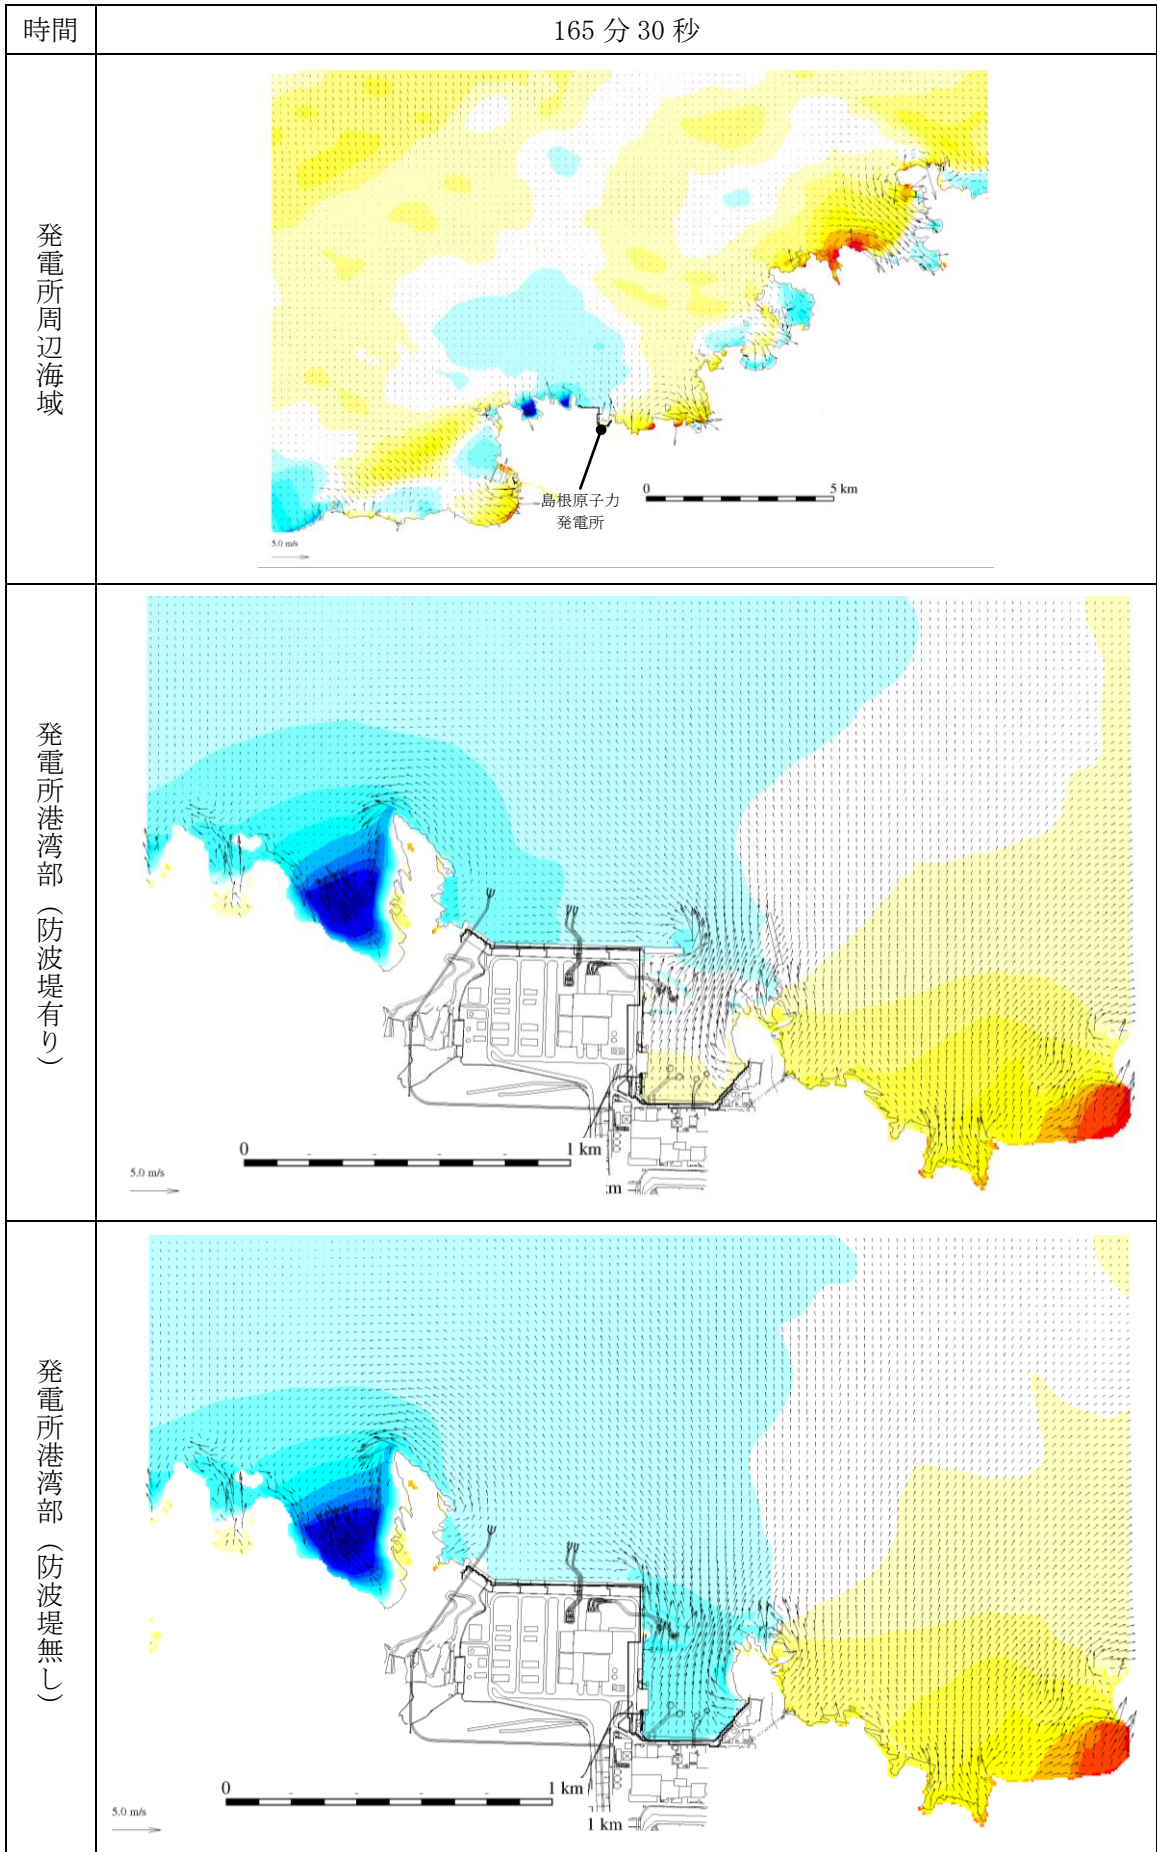 時間
165 分 30 秒
発電所周辺海域
島根原子力
発電所
0
5 km
5.0 m/s
発電所港湾部（防波堤有り）
0
1 km
5.0 m/s
:m
発電所港湾部（防波堤無し）
0
1 km
5.0 m/s
1 km